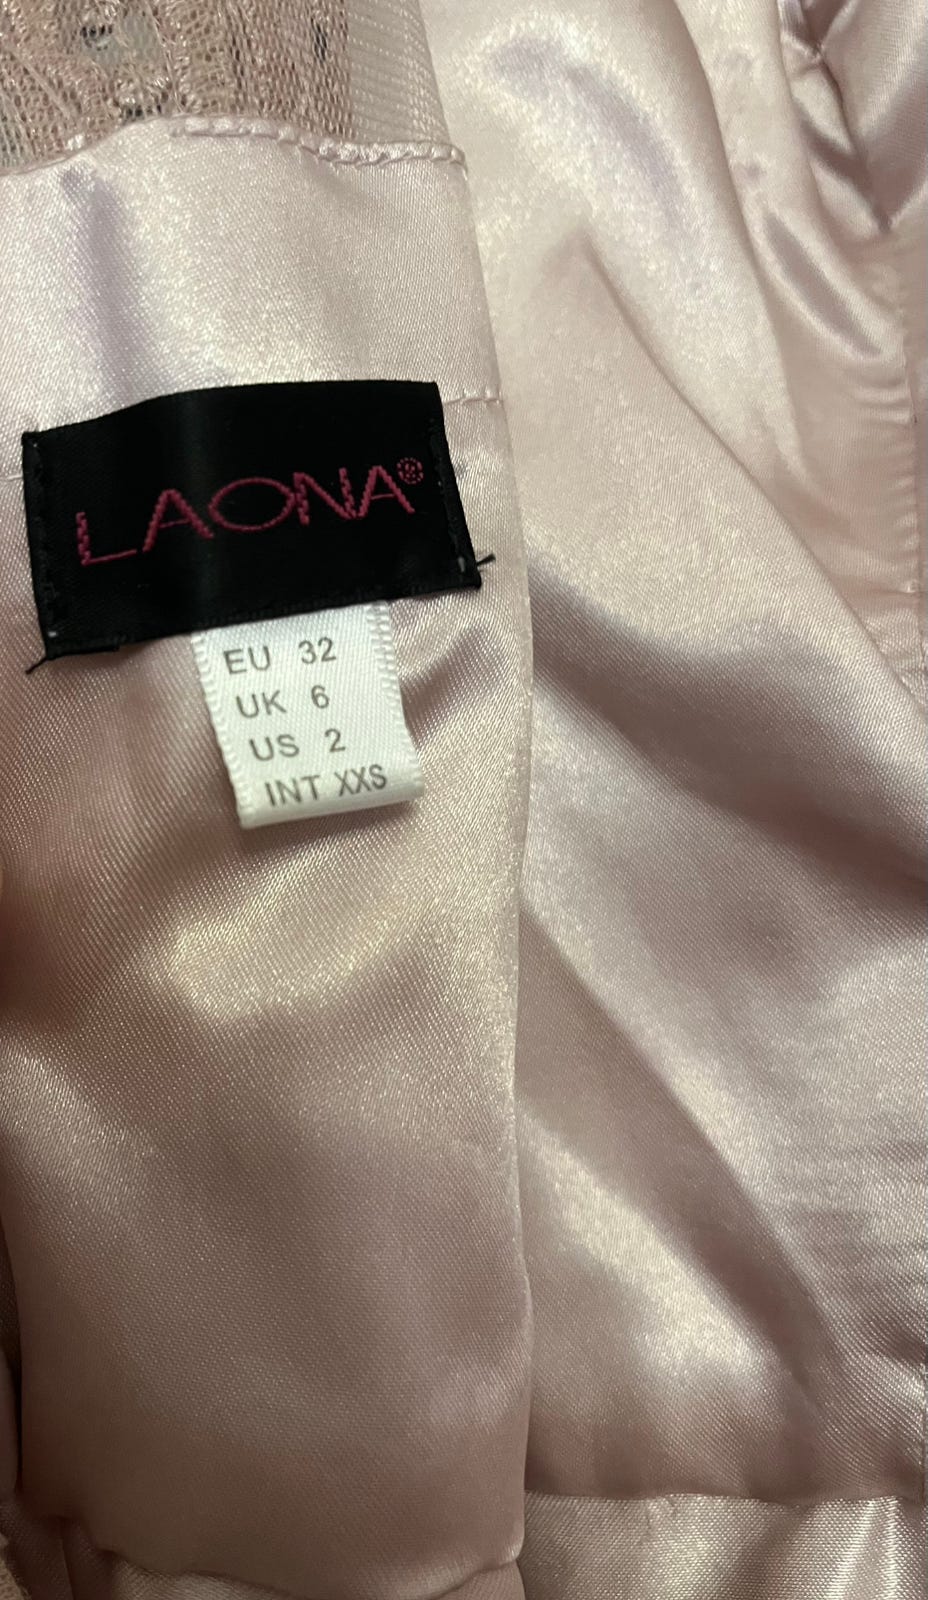 LAONA®
EU 32
UK 6
US 2
INT XXS